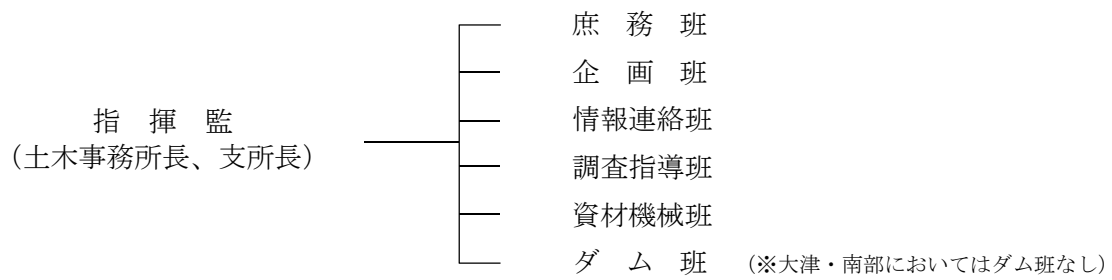 庶　務　班
企　画　班
情報連絡班
指　揮　監
（土木事務所長、支所長）
調査指導班
資材機械班
ダ　ム　班　（※大津・南部においてはダム班なし）